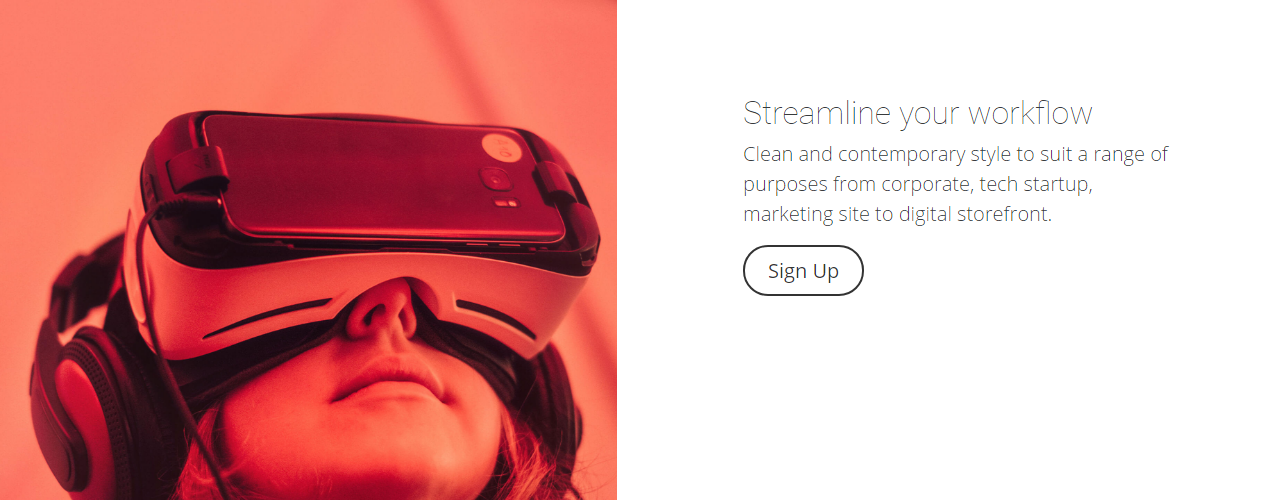 Streamline your workflow
Clean and contemporary style to suit a range of
purposes from corporate, tech startup,
marketing site to digital storefront.
Sign Up